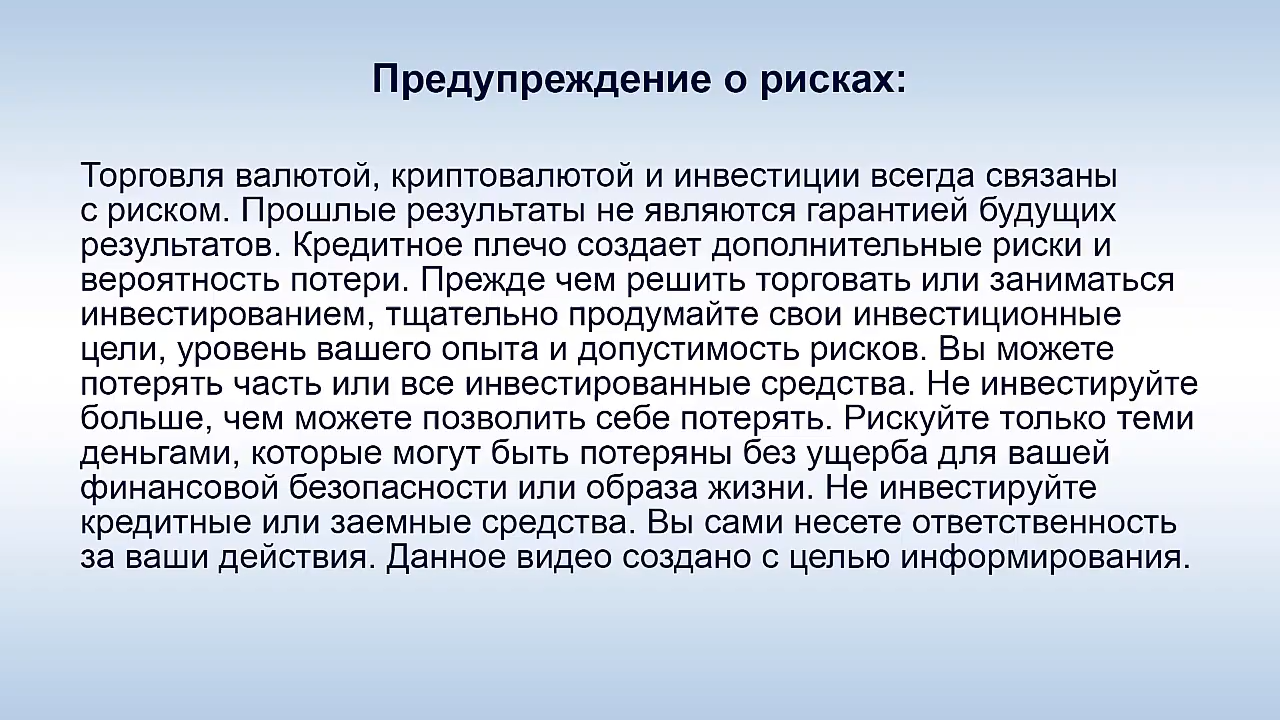 Предупреждение о рисках:
Торговля валютой, криптовалютой и инвестиции всегда связаны
с риском. Прошлые результаты не являются гарантией будущих
результатов. Кредитное плечо создает дополнительные риски и
вероятность потери. Прежде чем решить торговать или заниматься
инвестированием, тщательно продумайте свои инвестиционные
цели, уровень вашего опыта и допустимость рисков. Вы можете
потерять часть или все инвестированные средства. Не инвестируйте
больше, чем можете позволить себе потерять. Рискуйте только теми
деньгами, которые могут быть потеряны без ущерба для вашей
финансовой безопасности или образа жизни. Не инвестируйте
кредитные или заемные средства. Вы сами несете ответственность
за ваши действия. Данное видео создано с целью информирования.